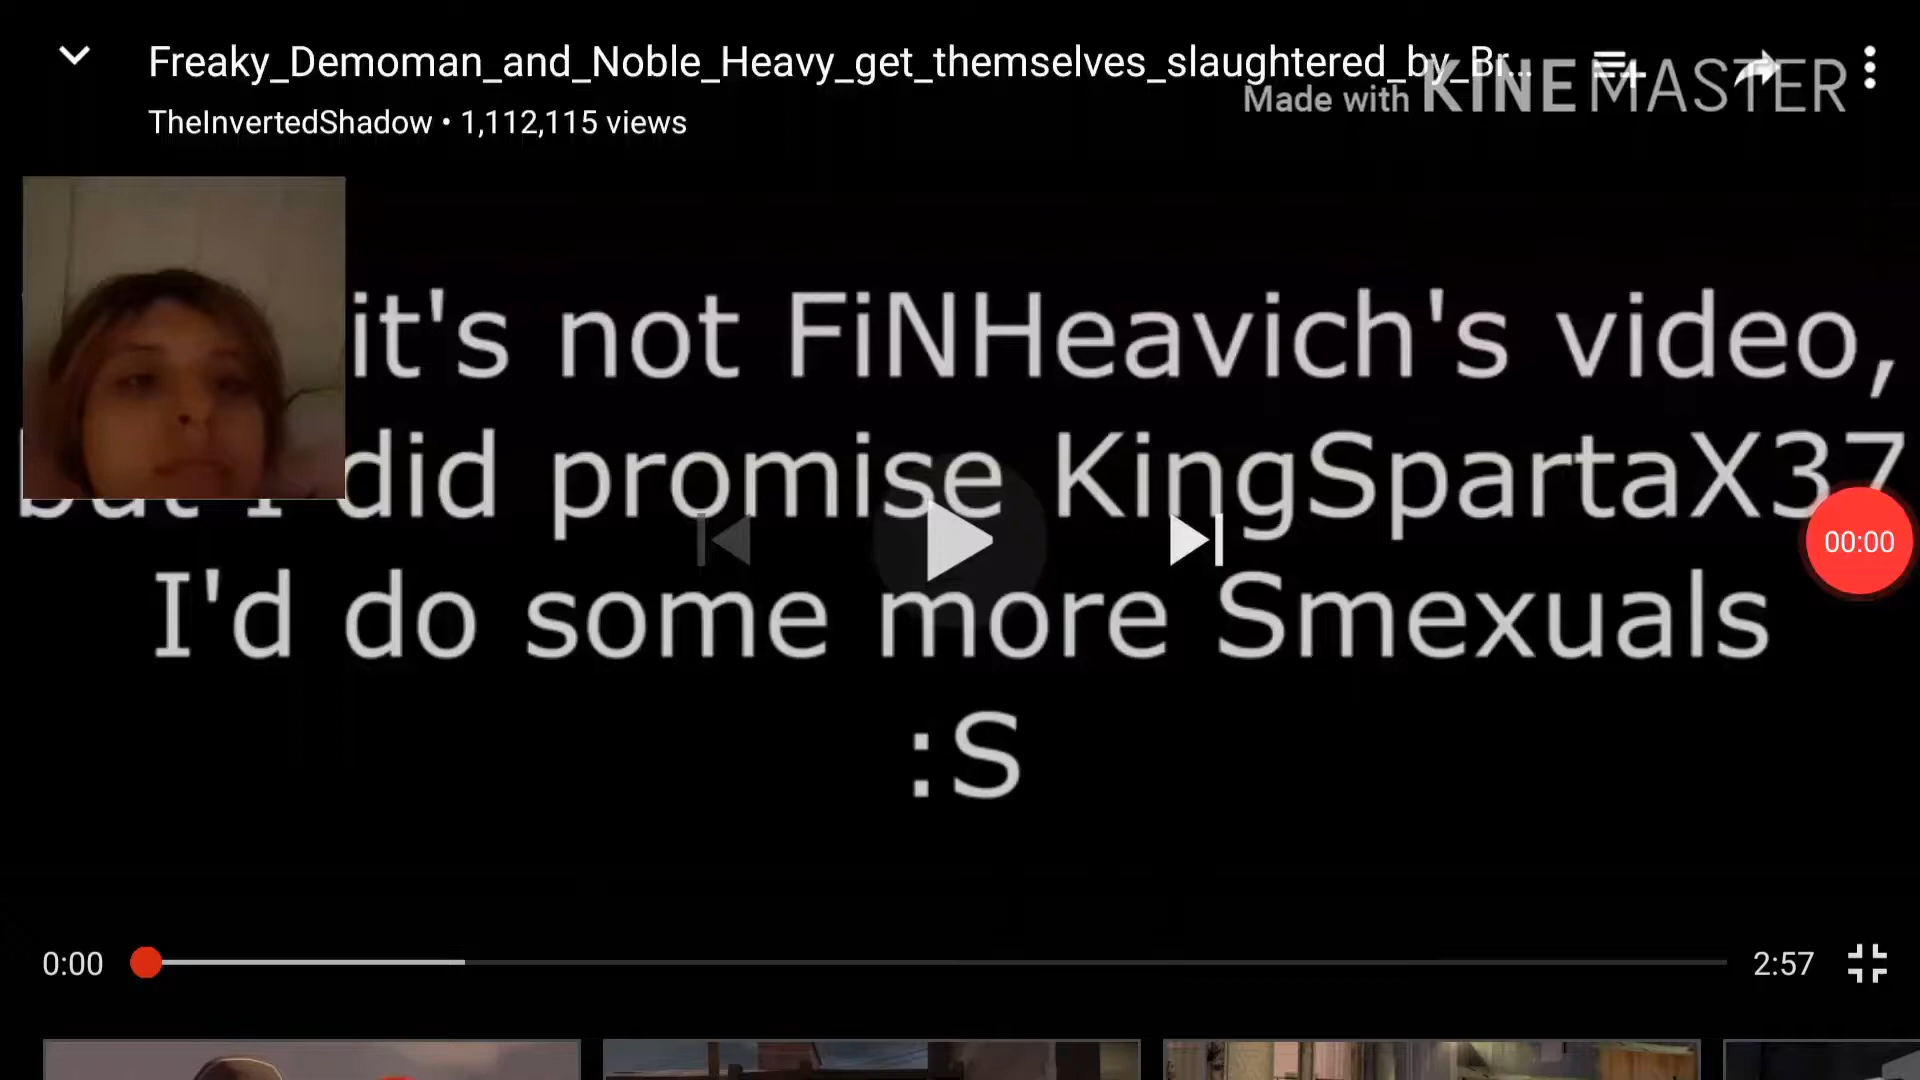 Freaky_Demoman_and_Noble_Heavy_get_themselves_slaughtered_by_Br...
Made with KINEMASTER
TheInvertedShadow • 1,112,115 views
it's not FiNHeavich's video,
but I did promise KingSpartaX37
00:00
I'd do some more Smexuals
:S
0:00
2:57